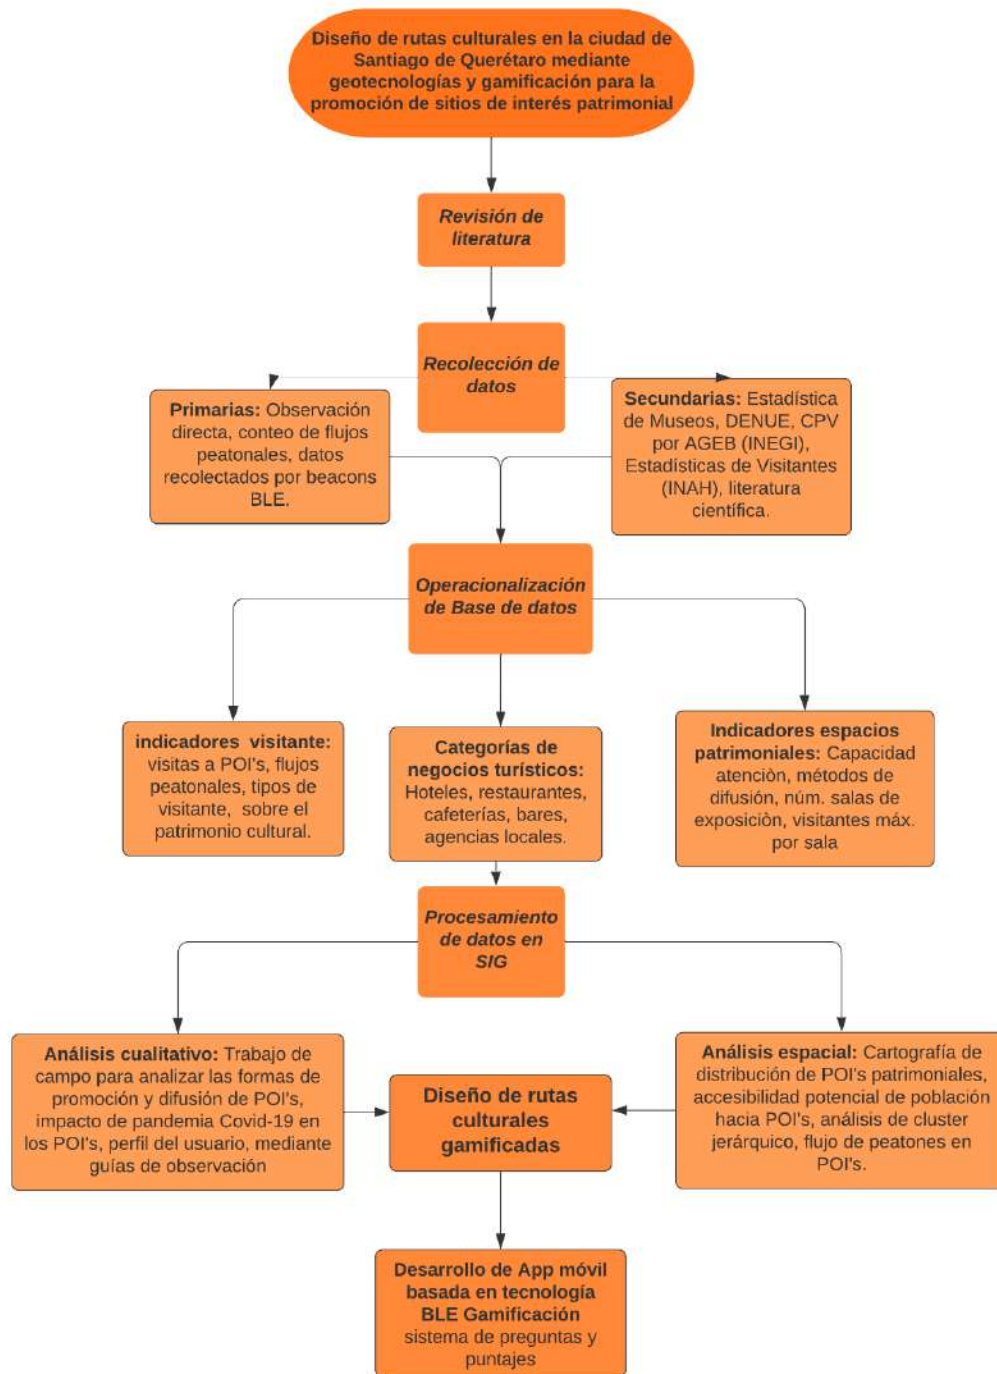 Diseño de rutas culturales en la ciudad de
Santiago de Querétaro mediante
geotecnologías y gamificación para la
promoción de sitios de interés patrimonial
Revisión de
literatura
Recolección de
datos
Primarias: Observación
directa, conteo de flujos
peatonales, datos
recolectados por beacons
BLE.
Secundarias: Estadística
de Museos, DENUE, CPV
por AGEB (INEGI),
Estadísticas de Visitantes
(INAH), literatura
científica.
Operacionalización
de Base de datos
indicadores visitante:
visitas a POI's, flujos
peatonales, tipos de
visitante, sobre el
patrimonio cultural.
Categorías de
negocios turísticos:
Hoteles, restaurantes,
cafeterías, bares,
agencias locales.
Indicadores espacios
patrimoniales: Capacidad
atenciòn, métodos de
difusión, núm. salas de
exposiciòn, visitantes máx.
por sala
Procesamiento
de datos en
SIG
Análisis cualitativo: Trabajo de
campo para analizar las formas de
promoción y difusión de POI's,
impacto de pandemia Covid-19 en
los POI's, perfil del usuario, mediante
guías de observación
Diseño de rutas
culturales
gamificadas
Análisis espacial: Cartografía de
distribución de POI's patrimoniales,
accesibilidad potencial de población
hacia POI's, análisis de cluster
jerárquico, flujo de peatones en
POI's.
Desarrollo de App móvil
basada en tecnología
BLE Gamificación
sistema de preguntas y
puntajes